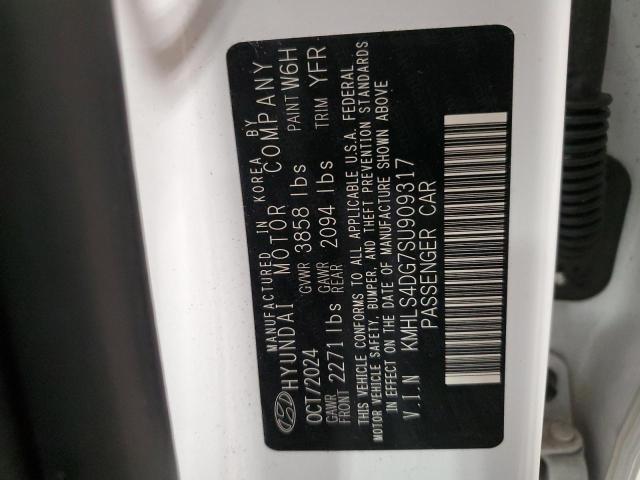 MANUFACTURED IN KOREA BY
HYUNDAI MOTOR COMPANY
OCT/2024 GVWR 3858 lbs PAINT W6H
GAWR FRONT 2271 lbs GAWR REAR 2094 lbs TRIM YFR
THIS VEHICLE CONFORMS TO ALL APPLICABLE U.S.A. FEDERAL
MOTOR VEHICLE SAFETY, BUMPER, AND THEFT PREVENTION STANDARDS
IN EFFECT ON THE DATE OF MANUFACTURE SHOWN ABOVE
V.I.N KMHLS4DG7SU909317
PASSENGER CAR